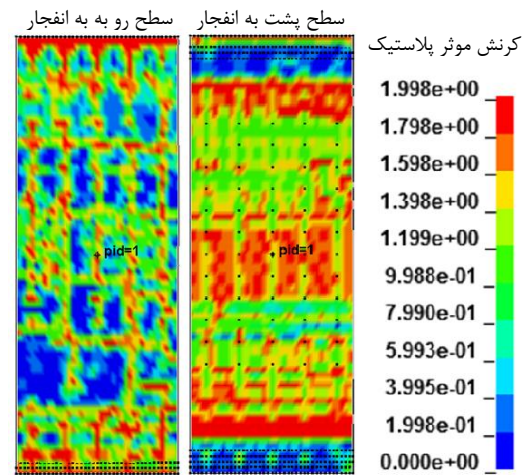 سطح رو به به انفجار
سطح پشت به انفجار
کرنش موثر پلاستیک
1.998e+00
1.798e+00
1.598e+00
1.398e+00
1.199e+00
9.988e-01
7.990e-01
5.993e-01
3.995e-01
1.998e-01
0.000e+00
pid=1
pid=1